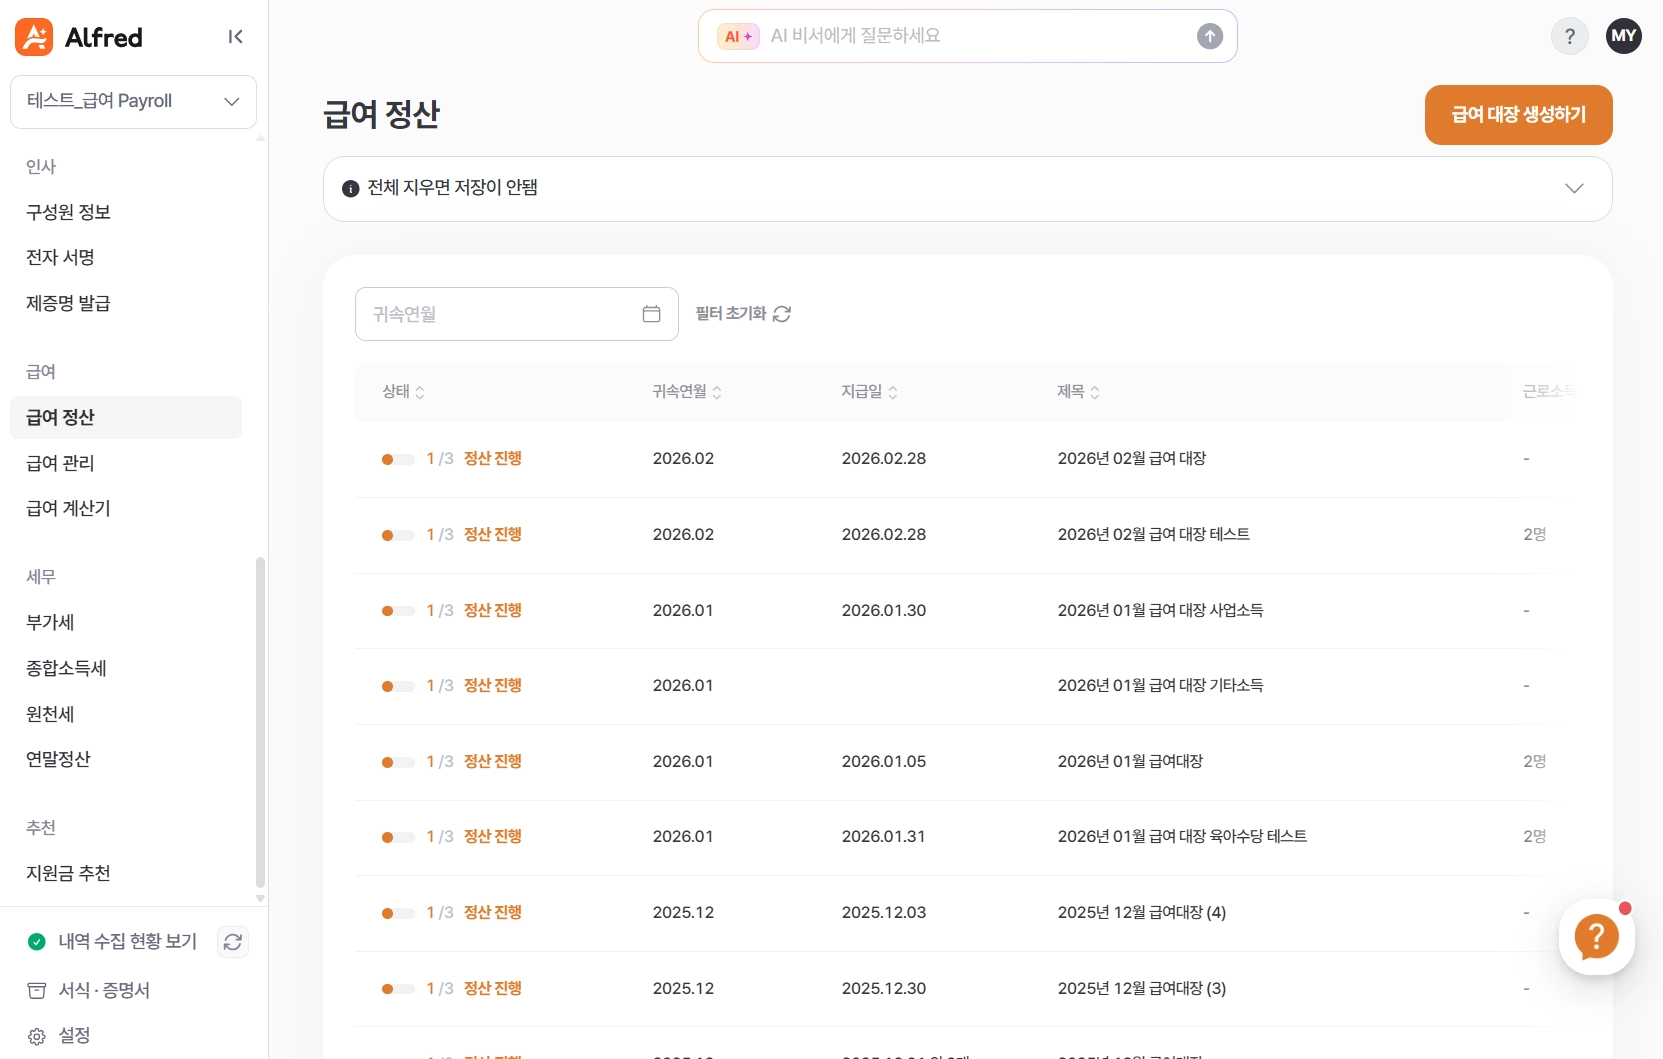 Alfred
테스트_급여 Payroll
인사
구성원 정보
전자 서명
제증명 발급
급여
급여 정산
급여 관리
급여 계산기
세무
부가세
종합소득세
원천세
연말정산
추천
지원금 추천
내역 수집 현황 보기
서식 · 증명서
설정
AI AI 비서에게 질문하세요
? MY
급여 정산
급여 대장 생성하기
전체 지우면 저장이 안됌
귀속연월 필터 초기화
상태 귀속연월 지급일 제목 근로소득
1 /3 정산 진행 2026.02 2026.02.28 2026년 02월 급여 대장 -
1 /3 정산 진행 2026.02 2026.02.28 2026년 02월 급여 대장 테스트 2명
1 /3 정산 진행 2026.01 2026.01.30 2026년 01월 급여 대장 사업소득 -
1 /3 정산 진행 2026.01 2026년 01월 급여 대장 기타소득 -
1 /3 정산 진행 2026.01 2026.01.05 2026년 01월 급여대장 2명
1 /3 정산 진행 2026.01 2026.01.31 2026년 01월 급여 대장 육아수당 테스트 2명
1 /3 정산 진행 2025.12 2025.12.03 2025년 12월 급여대장 (4) -
1 /3 정산 진행 2025.12 2025.12.30 2025년 12월 급여대장 (3) -
?